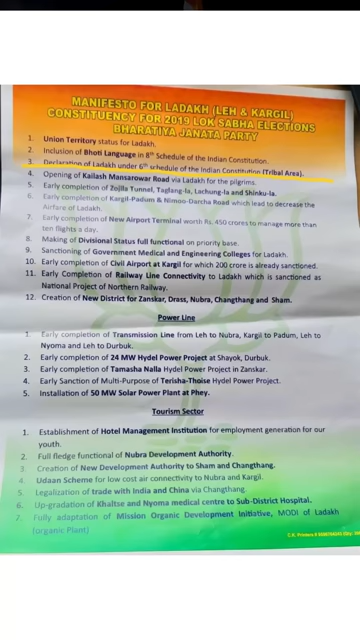 MANIFESTO FOR LADAKH (LEH & KARGIL)
CONSTITUENCY FOR 2019 LOK SABHA ELECTIONS
BHARATIYA JANATA PARTY
1. Union Territory status for Ladakh.
2. Inclusion of Bhoti Language in 8th Schedule of the Indian Constitution.
3. Declaration of Ladakh under 6th schedule of the Indian Constitution (Tribal Area).
4. Opening of Kailash Mansarowar Road via Ladakh for the pilgrims.
5. Early completion of Zojila Tunnel, Taglang-la, Lachung-la and Shinku-la.
6. Early completion of Kargil-Padum & Nimoo-Darcha Road which lead to decrease the
Airfare of Ladakh.
7. Early completion of New Airport Terminal worth Rs. 450 crores to manage more than
ten flights a day.
8. Making of Divisional Status full functional on priority base.
9. Sanctioning of Government Medical and Engineering Colleges for Ladakh.
10. Early completion of Civil Airport at Kargil for which 200 crore is already sanctioned.
11. Early Completion of Railway Line Connectivity to Ladakh which is sanctioned as
National Project of Northern Railway.
12. Creation of New District for Zanskar, Drass, Nubra, Changthang and Sham.
Power Line
1. Early completion of Transmission Line from Leh to Nubra, Kargil to Padum, Leh to
Nyoma and Leh to Durbuk.
2. Early completion of 24 MW Hydel Power Project at Shayok, Durbuk.
3. Early completion of Tamasha Nalla Hydel Power Project in Zanskar.
4. Early Sanction of Multi-Purpose of Terisha-Thoise Hydel Power Project.
5. Installation of 50 MW Solar Power Plant at Phey.
Tourism Sector
1. Establishment of Hotel Management Institution for employment generation for our
youth.
2. Full fledge functional of Nubra Development Authority.
3. Creation of New Development Authority to Sham and Changthang.
4. Udaan Scheme for low cost air connectivity to Nubra and Kargil.
5. Legalization of trade with India and China via Changthang.
6. Up-gradation of Khaltse and Nyoma medical centre to Sub-District Hospital.
7. Fully adaptation of Mission Organic Development Initiative, MODI of Ladakh
(organic Plant)